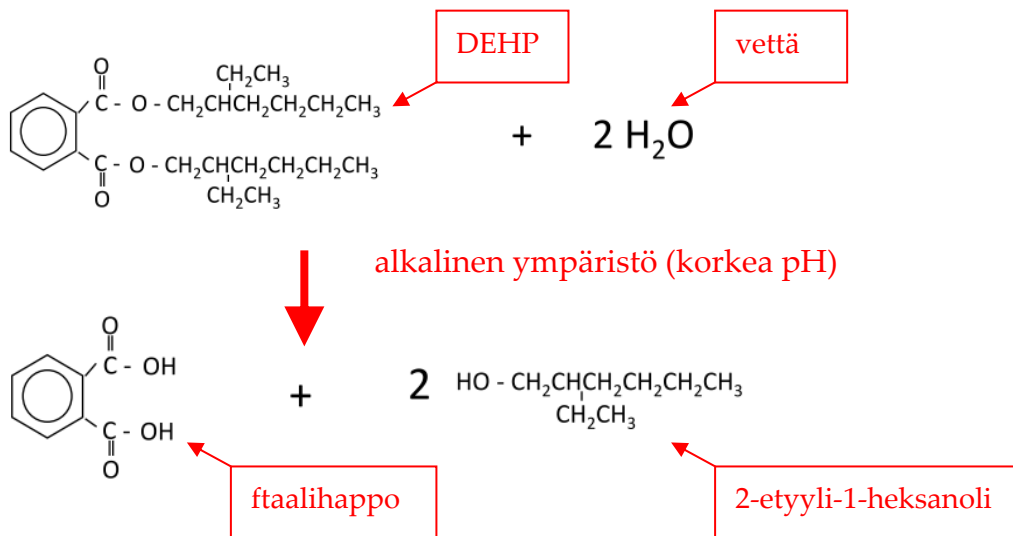 DEHP
vettä
O
CH₂CH₃
C - O - CH₂CHCH₂CH₂CH₂CH₃
+ 2 H₂O
C - O - CH₂CHCH₂CH₂CH₂CH₃
O
CH₂CH₃
alkalinen ympäristö (korkea pH)
O
C - OH
+ 2 HO - CH₂CHCH₂CH₂CH₂CH₃
CH₂CH₃
C - OH
O
ftaalihappo
2-etyyli-1-heksanoli